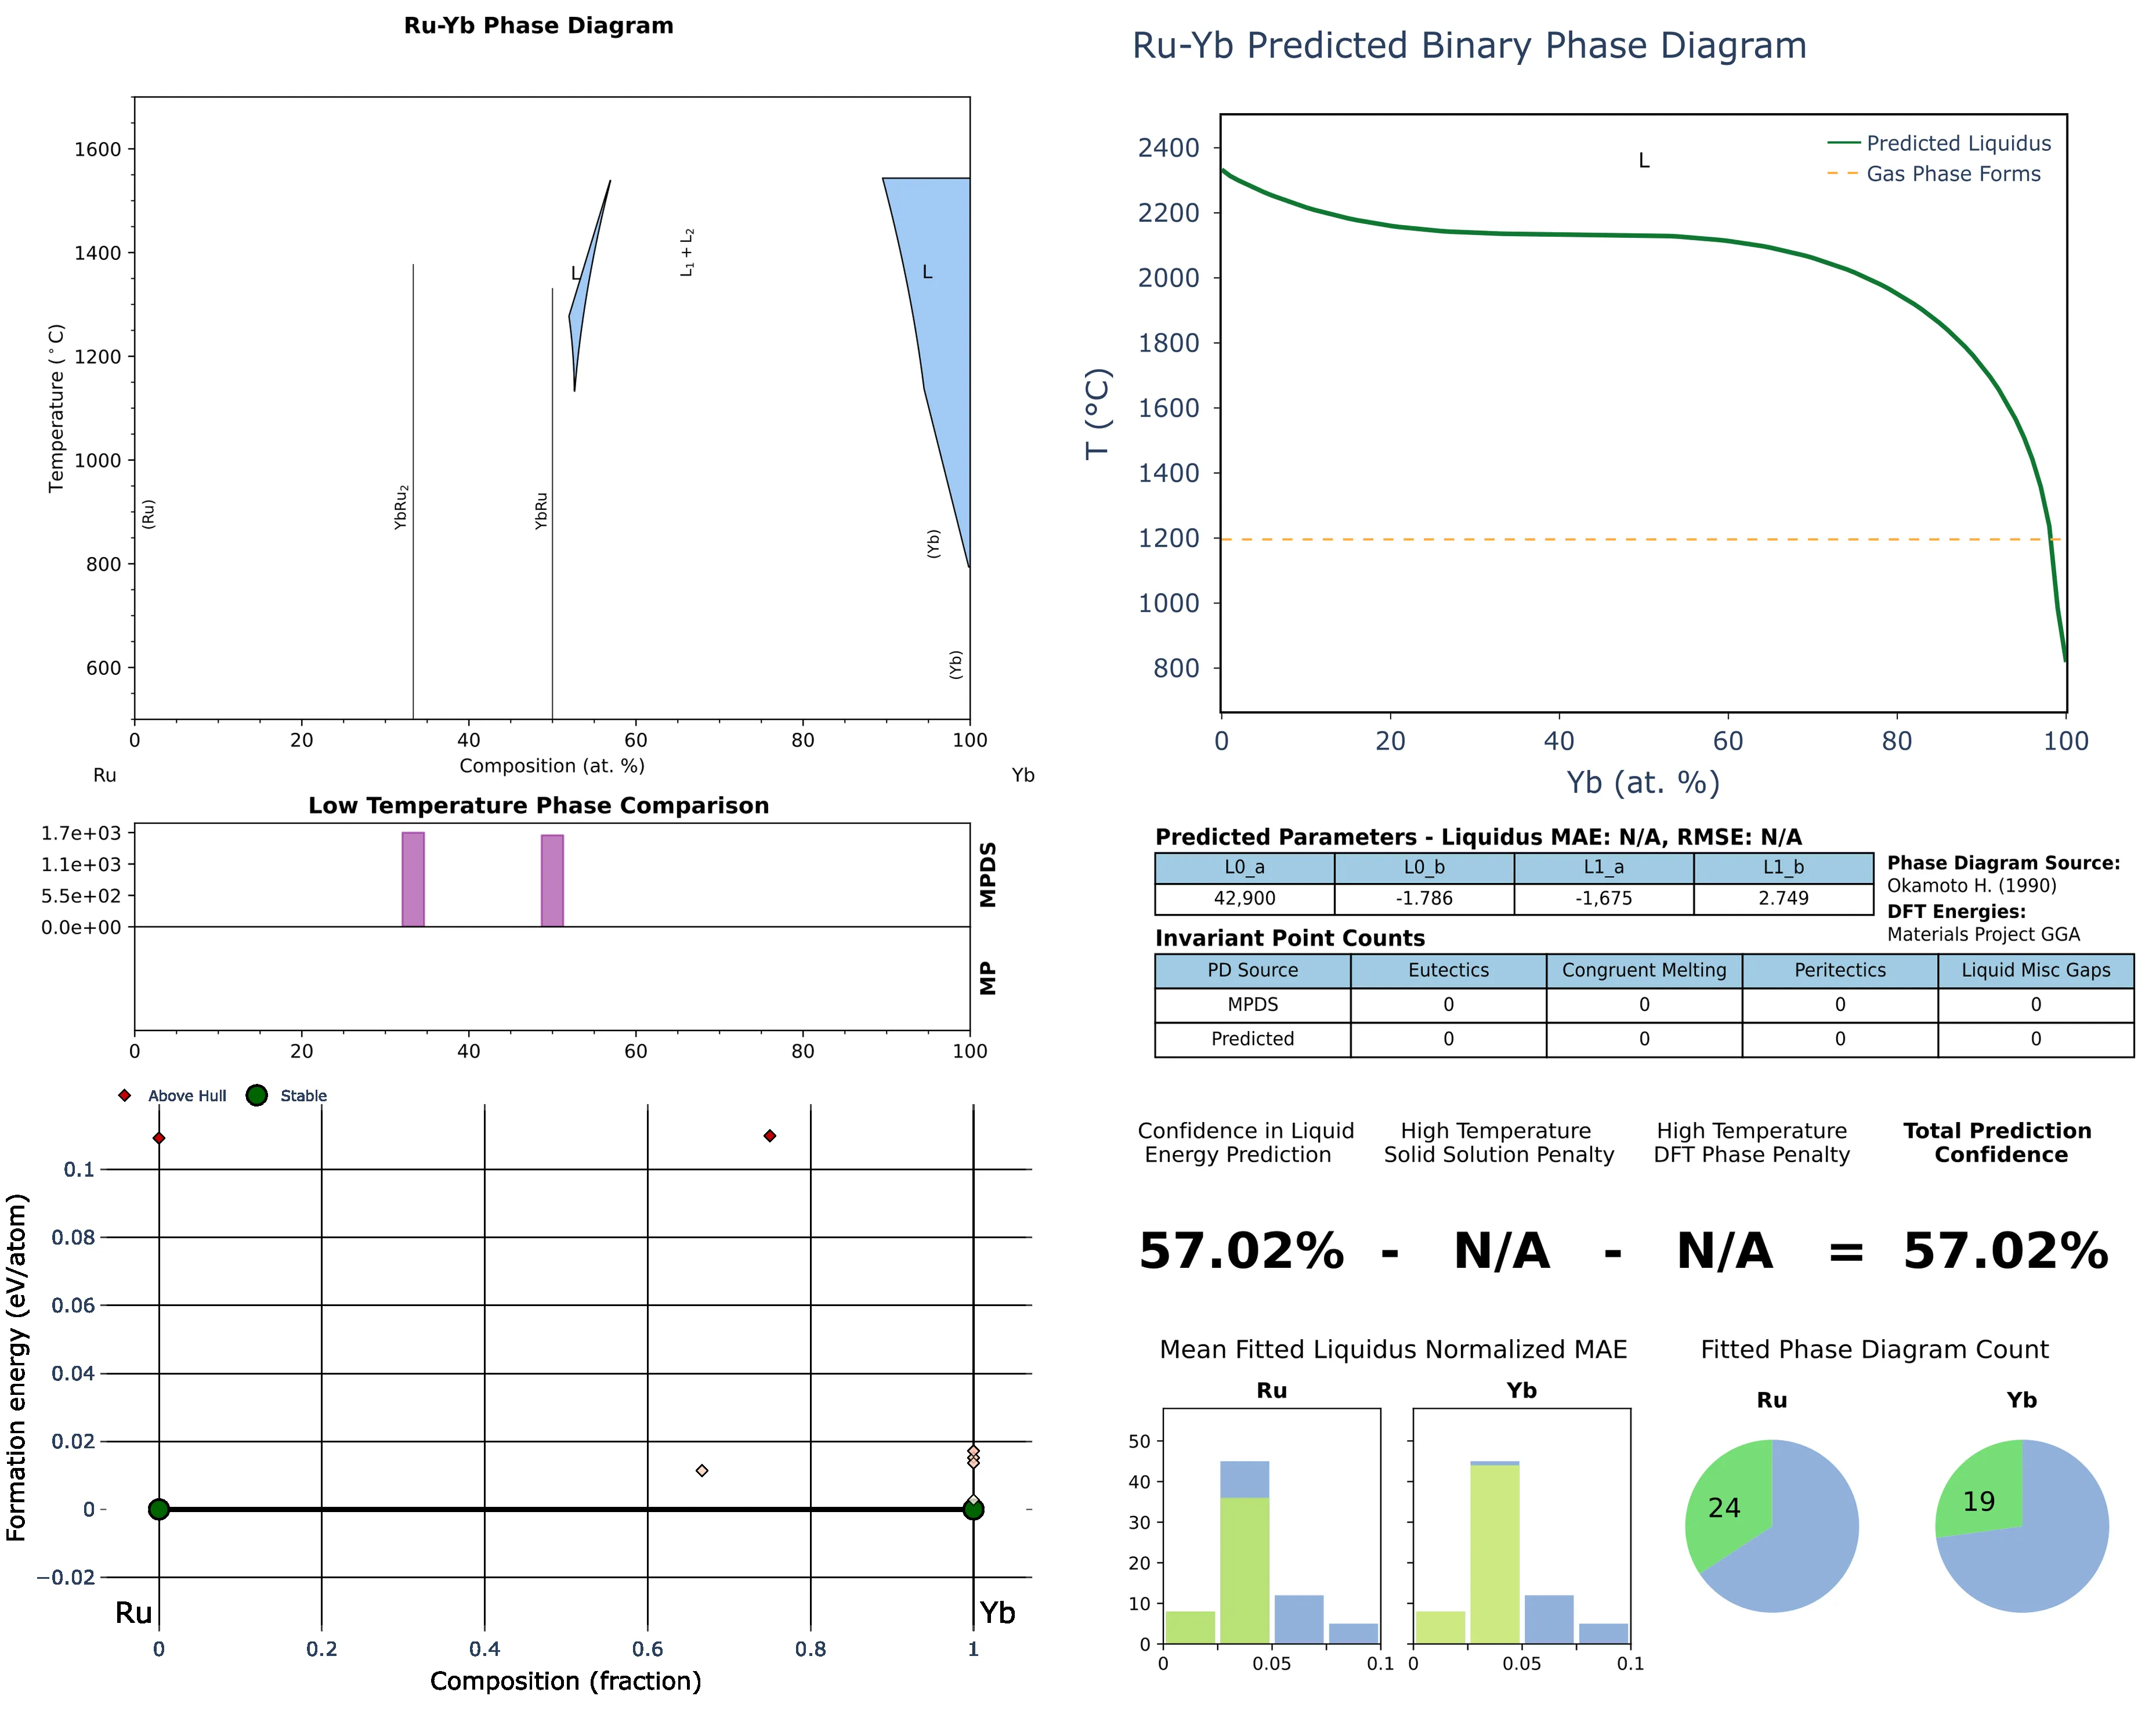 Ru-Yb Phase Diagram
1600
1400
1200
1000
800
600
Temperature (°C)
(Ru)
YbRu₂
YbRu
L
L₁ + L₂
L
(Yb)
(Yb)
0 20 40 60 80 100
Composition (at. %)
Ru Yb
Low Temperature Phase Comparison
1.7e+03
1.1e+03
5.5e+02
0.0e+00
MPDS
MP
0 20 40 60 80 100
Above Hull Stable
0.1
0.08
0.06
0.04
0.02
0
−0.02
Formation energy (eV/atom)
Ru Yb
0 0.2 0.4 0.6 0.8 1
Composition (fraction)
Ru-Yb Predicted Binary Phase Diagram
L
Predicted Liquidus
Gas Phase Forms
2400
2200
2000
1800
1600
1400
1200
1000
800
T (°C)
0 20 40 60 80 100
Yb (at. %)
Predicted Parameters - Liquidus MAE: N/A, RMSE: N/A
L0_a L0_b L1_a L1_b
42,900 -1.786 -1,675 2.749
Phase Diagram Source:
Okamoto H. (1990)
DFT Energies:
Materials Project GGA
Invariant Point Counts
PD Source Eutectics Congruent Melting Peritectics Liquid Misc Gaps
MPDS 0 0 0 0
Predicted 0 0 0 0
Confidence in Liquid
Energy Prediction
High Temperature
Solid Solution Penalty
High Temperature
DFT Phase Penalty
Total Prediction
Confidence
57.02% - N/A - N/A = 57.02%
Mean Fitted Liquidus Normalized MAE
Ru
Yb
50
40
30
20
10
0
0 0.05 0.1
0 0.05 0.1
Fitted Phase Diagram Count
Ru
Yb
24
19